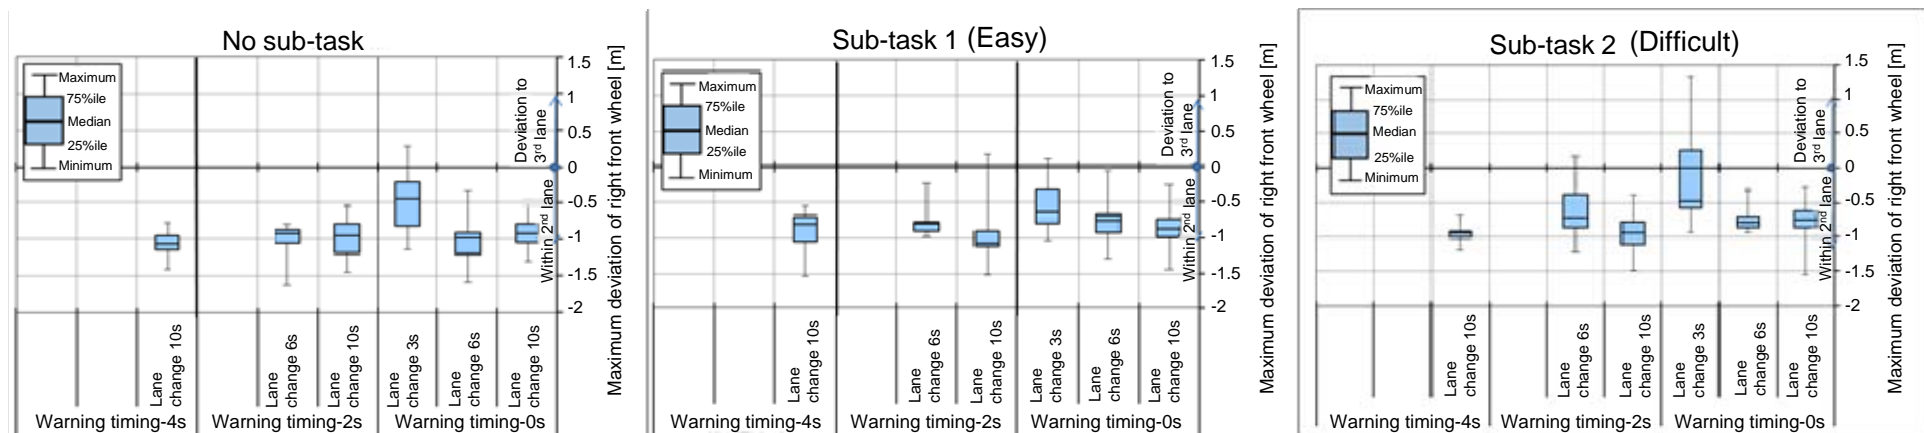 No sub-task
Maximum
75%ile
Median
25%ile
Minimum
1.5
1
0.5
0
-0.5
-1
-1.5
-2
Deviation to
3rd lane
Within 2nd lane
Maximum deviation of right front wheel [m]
Lane
change 10s
Lane
change 6s
Lane
change 10s
Lane
change 3s
Lane
change 6s
Lane
change 10s
Warning timing-4s
Warning timing-2s
Warning timing-0s
Sub-task 1 (Easy)
Maximum
75%ile
Median
25%ile
Minimum
1.5
1
0.5
0
-0.5
-1
-1.5
-2
Deviation to
3rd lane
Within 2nd lane
Maximum deviation of right front wheel [m]
Lane
change 10s
Lane
change 6s
Lane
change 10s
Lane
change 3s
Lane
change 6s
Lane
change 10s
Warning timing-4s
Warning timing-2s
Warning timing-0s
Sub-task 2 (Difficult)
Maximum
75%ile
Median
25%ile
Minimum
1.5
1
0.5
0
-0.5
-1
-1.5
-2
Deviation to
3rd lane
Within 2nd lane
Maximum deviation of right front wheel [m]
Lane
change 10s
Lane
change 6s
Lane
change 10s
Lane
change 3s
Lane
change 6s
Lane
change 10s
Warning timing-4s
Warning timing-2s
Warning timing-0s